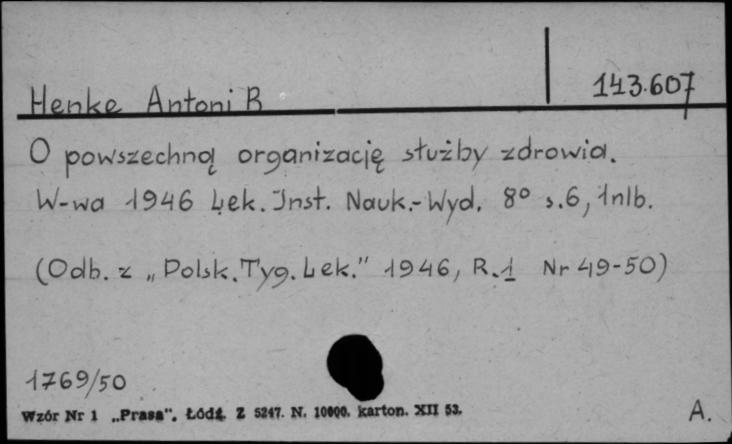 143.607
Henke Antoni B
O powszechną organizację służby zdrowia.
W-wa 1946 Lek. Inst. Nauk.-Wyd. 8° s.6, 1nlb.
(Odb. z „Polsk. Tyg. Lek." 1946, R.1 Nr 49-50)
1769/50
Wzór Nr 1 „Prasa". Łódź Z 5247. N. 10000. karton. XII 53.
A.